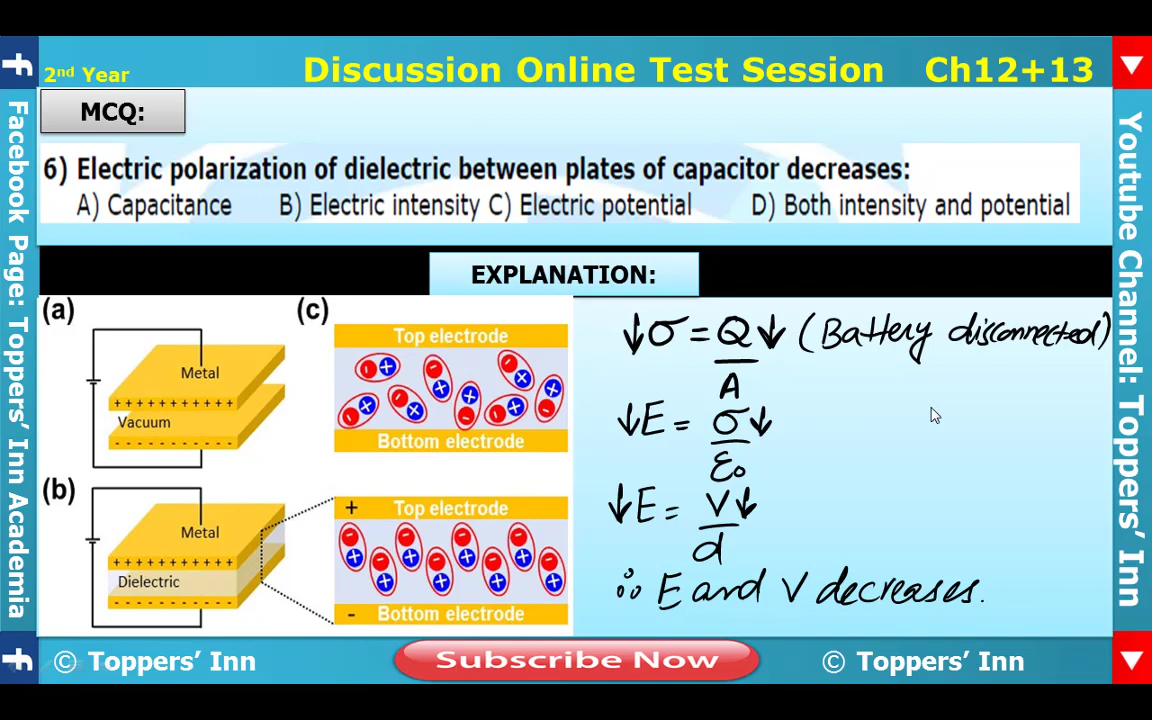 2nd Year
Discussion Online Test Session Ch12+13
MCQ:
6) Electric polarization of dielectric between plates of capacitor decreases:
A) Capacitance B) Electric intensity C) Electric potential D) Both intensity and potential
EXPLANATION:
(a)
Metal
+ + + + + + + + + +
Vacuum
- - - - - - - - - -
(b)
Metal
+ + + + + + + + + +
Dielectric
- - - - - - - - - -
(c)
Top electrode
Bottom electrode
+ Top electrode
- Bottom electrode
↓σ = Q↓ (Battery disconnected)
A
↓E = σ↓
ε₀
↓E = V↓
d
∴ E and V decreases.
Facebook Page: Toppers' Inn Academia
Youtube Channel: Toppers' Inn
© Toppers' Inn
Subscribe Now
© Toppers' Inn